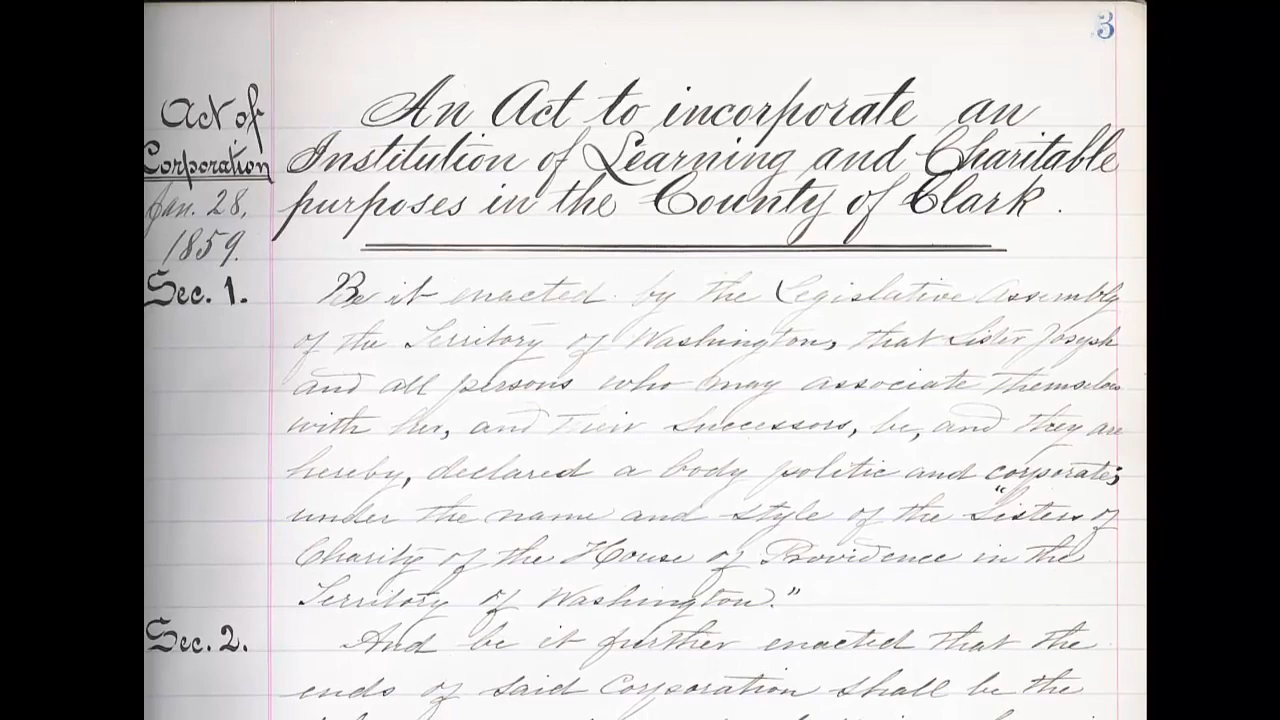 3
Act of
Corporation
Jan. 28,
1859.
An Act to incorporate an
Institution of Learning and Charitable
purposes in the County of Clark.
Sec. 1.
Be it enacted by the Legislative Assembly
of the Territory of Washington, that Sister Joseph
and all persons who may associate themselves
with her, and their successors, be, and they are
hereby, declared a body politic and corporate,
under the name and style of the "Sisters of
Charity of the House of Providence in the
Territory of Washington."
Sec. 2.
And be it further enacted that the
ends of said Corporation shall be the